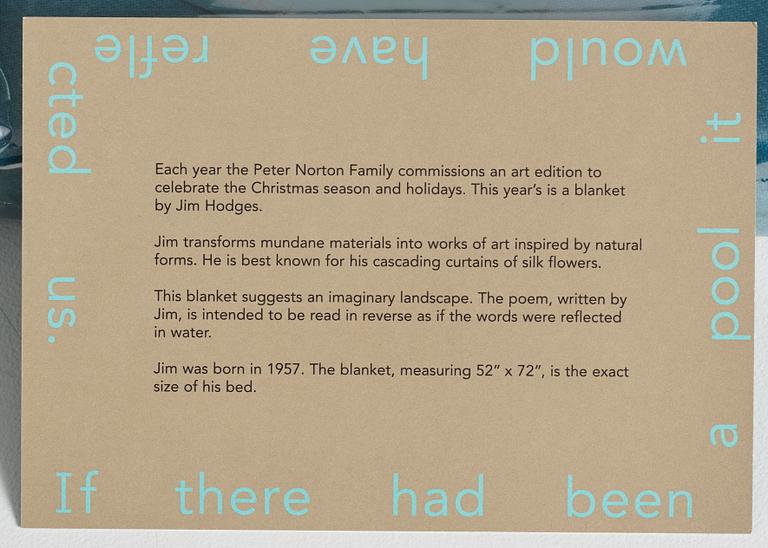 If there had been
a pool it
would have refle
cted us.
Each year the Peter Norton Family commissions an art edition to
celebrate the Christmas season and holidays. This year's is a blanket
by Jim Hodges.
Jim transforms mundane materials into works of art inspired by natural
forms. He is best known for his cascading curtains of silk flowers.
This blanket suggests an imaginary landscape. The poem, written by
Jim, is intended to be read in reverse as if the words were reflected
in water.
Jim was born in 1957. The blanket, measuring 52” x 72”, is the exact
size of his bed.